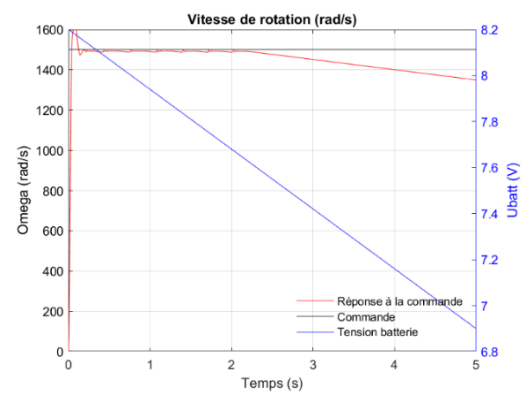 Vitesse de rotation (rad/s)
1600
1400
1200
1000
800
600
400
200
0
Omega (rad/s)
8.2
8
7.8
7.6
7.4
7.2
7
6.8
Ubatt (V)
Réponse à la commande
Commande
Tension batterie
0 1 2 3 4 5
Temps (s)